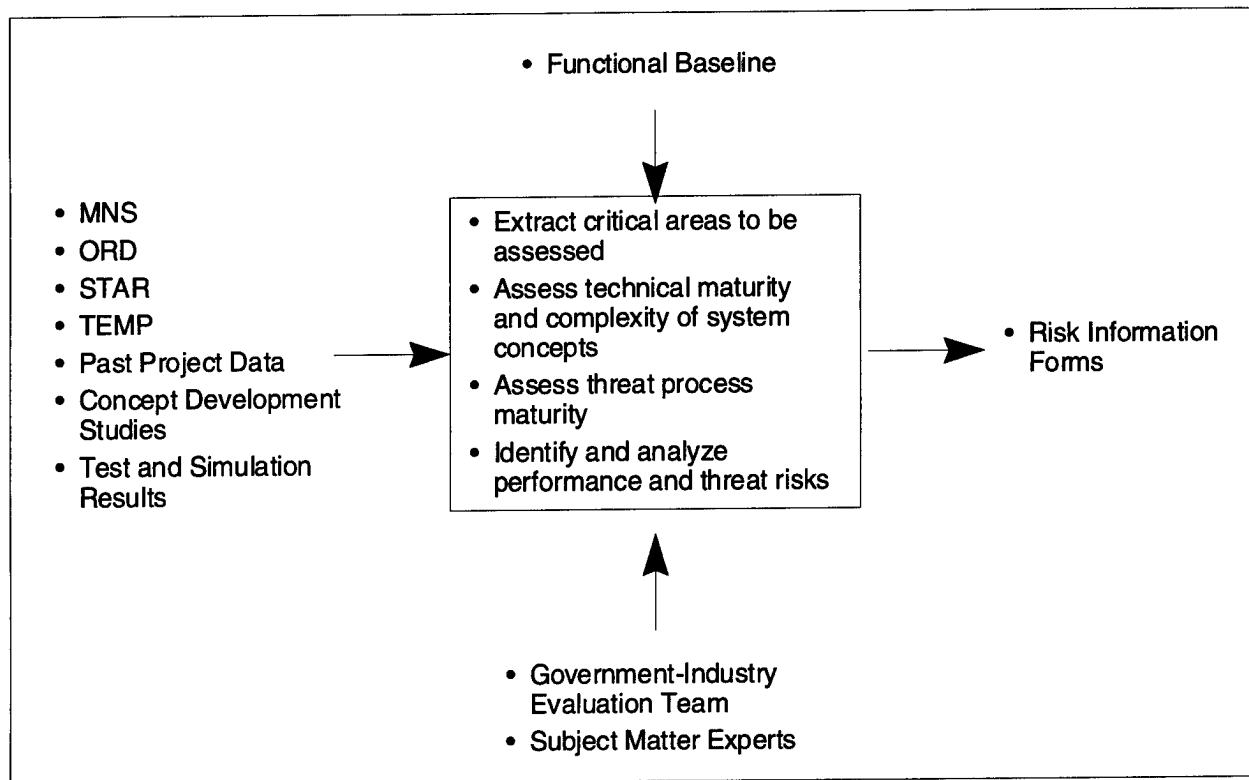 • Functional Baseline
• MNS
• ORD
• STAR
• TEMP
• Past Project Data
• Concept Development
Studies
• Test and Simulation
Results
• Extract critical areas to be
assessed
• Assess technical maturity
and complexity of system
concepts
• Assess threat process
maturity
• Identify and analyze
performance and threat risks
• Risk Information
Forms
• Government-Industry
Evaluation Team
• Subject Matter Experts